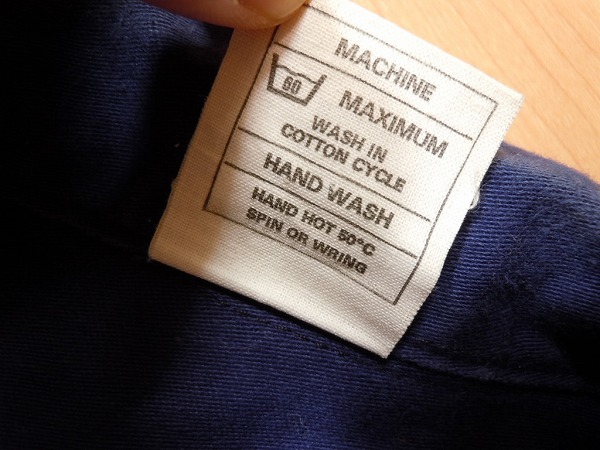 MACHINE
60 MAXIMUM
WASH IN
COTTON CYCLE
HAND WASH
HAND HOT 50°C
SPIN OR WRING